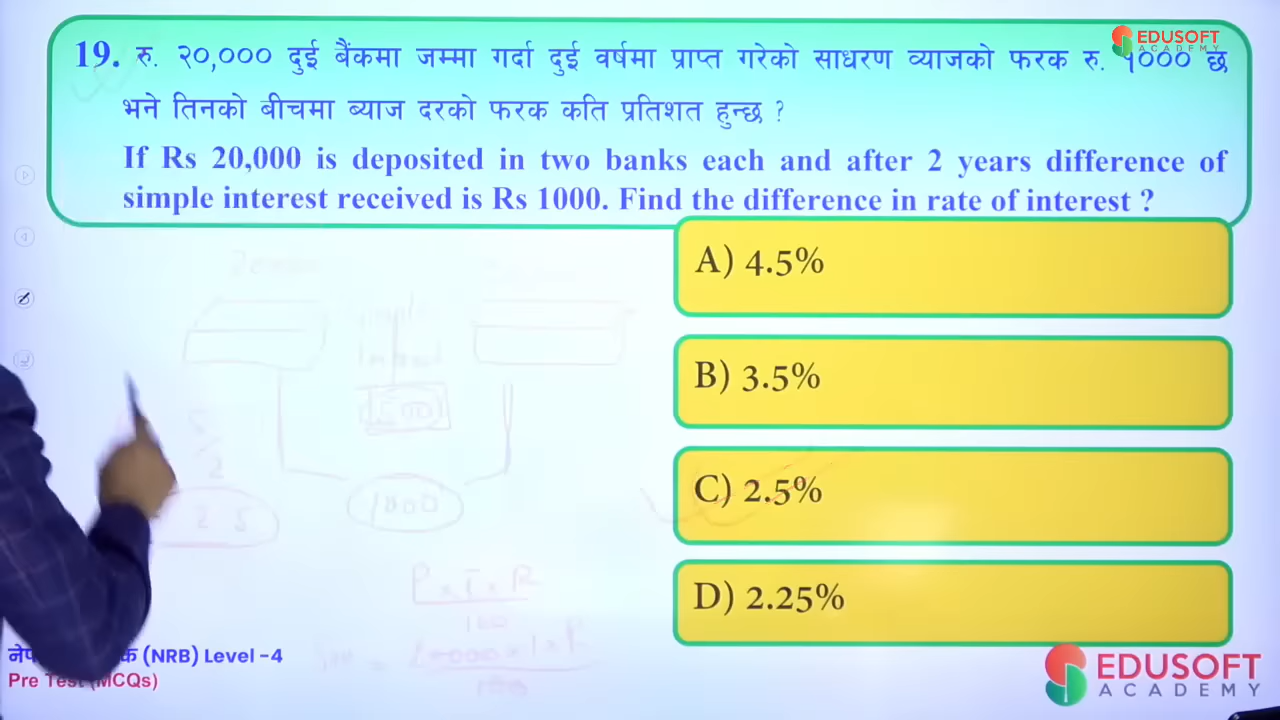 EDUSOFT
ACADEMY
19. रु. २०,००० दुई बैंकमा जम्मा गर्दा दुई वर्षमा प्राप्त गरेको साधरण व्याजको फरक रु. १००० छ
भने तिनको बीचमा ब्याज दरको फरक कति प्रतिशत हुन्छ ?
If Rs 20,000 is deposited in two banks each and after 2 years difference of
simple interest received is Rs 1000. Find the difference in rate of interest ?
A) 4.5%
B) 3.5%
C) 2.5%
D) 2.25%
1000
P x T x R
100
(NRB) Level -4
Pre Test (MCQs)
EDUSOFT
ACADEMY